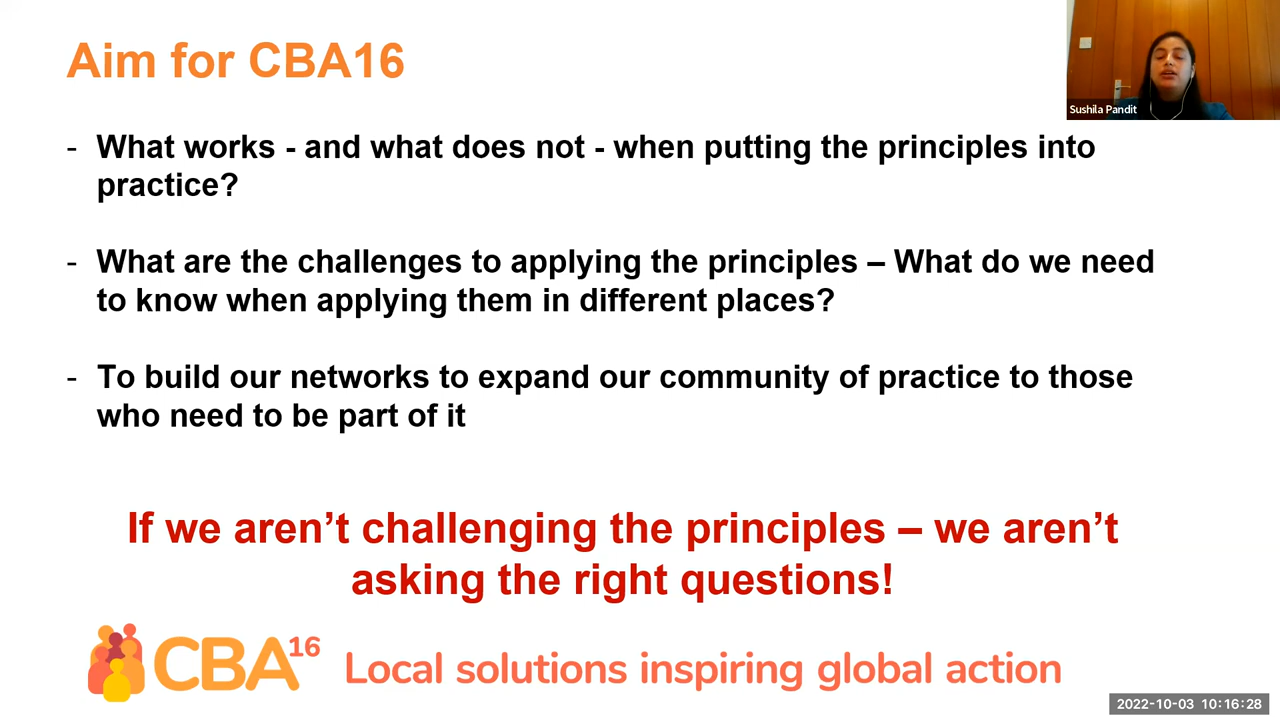 Aim for CBA16
Sushila Pandit
- What works - and what does not - when putting the principles into
practice?
- What are the challenges to applying the principles – What do we need
to know when applying them in different places?
- To build our networks to expand our community of practice to those
who need to be part of it
If we aren’t challenging the principles – we aren’t
asking the right questions!
CBA16 Local solutions inspiring global action
2022-10-03 10:16:28